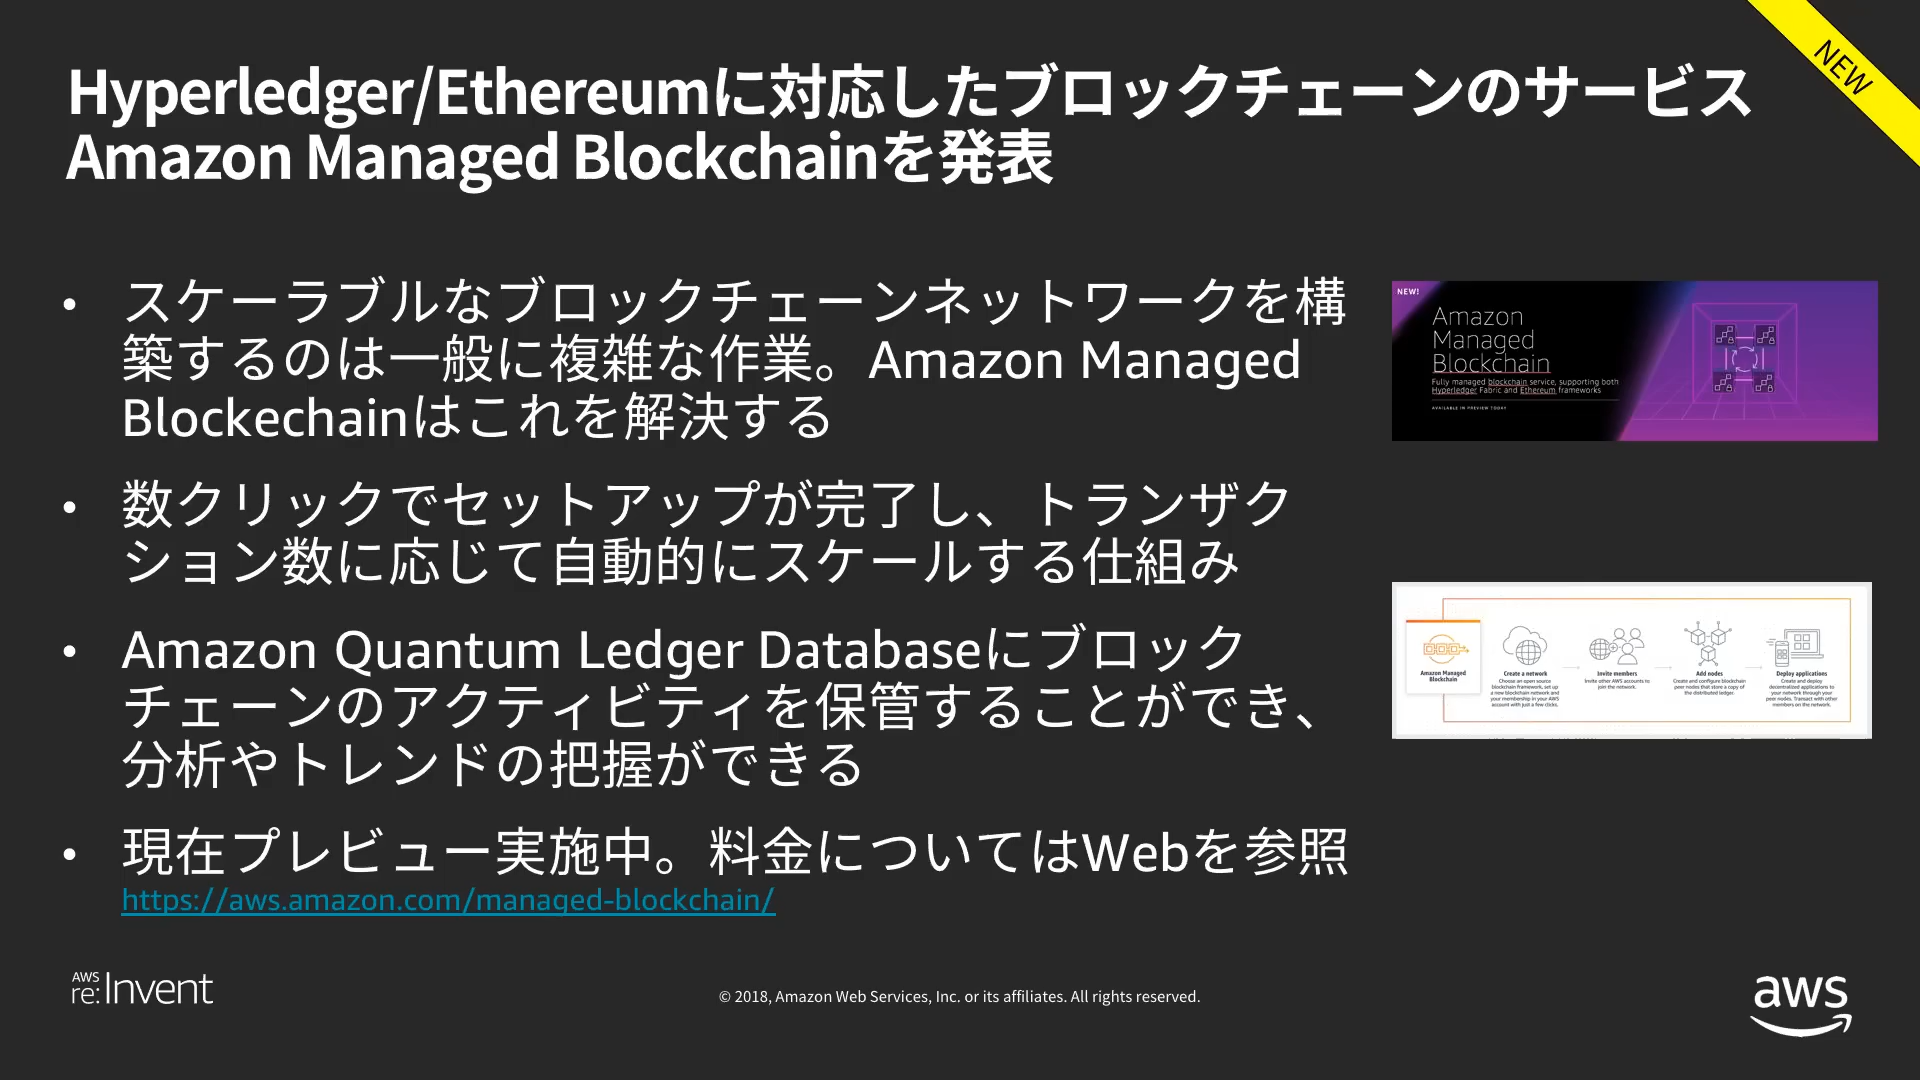 NEW
Hyperledger/Ethereumに対応したブロックチェーンのサービス
Amazon Managed Blockchainを発表
• スケーラブルなブロックチェーンネットワークを構
築するのは一般に複雑な作業。Amazon Managed
Blockechainはこれを解決する
• 数クリックでセットアップが完了し、トランザク
ション数に応じて自動的にスケールする仕組み
• Amazon Quantum Ledger Databaseにブロック
チェーンのアクティビティを保管することができ、
分析やトレンドの把握ができる
• 現在プレビュー実施中。料金についてはWebを参照
https://aws.amazon.com/managed-blockchain/
NEW!
Amazon
Managed
Blockchain
Fully managed blockchain service, supporting both
Hyperledger Fabric and Ethereum frameworks
AVAILABLE IN PREVIEW TODAY
Amazon Managed
Blockchain
Create a network
Choose an open source
blockchain framework, set up
a new blockchain network and
your membership in your AWS
account with just a few clicks.
Invite members
Invite other AWS accounts to
join the network.
Add nodes
Create and configure blockchain
peer nodes that store a copy of
the distributed ledger.
Deploy applications
Create and deploy
decentralized applications to
your network through your
peer nodes. Transact with other
members on the network.
AWS
re:Invent
© 2018, Amazon Web Services, Inc. or its affiliates. All rights reserved.
aws